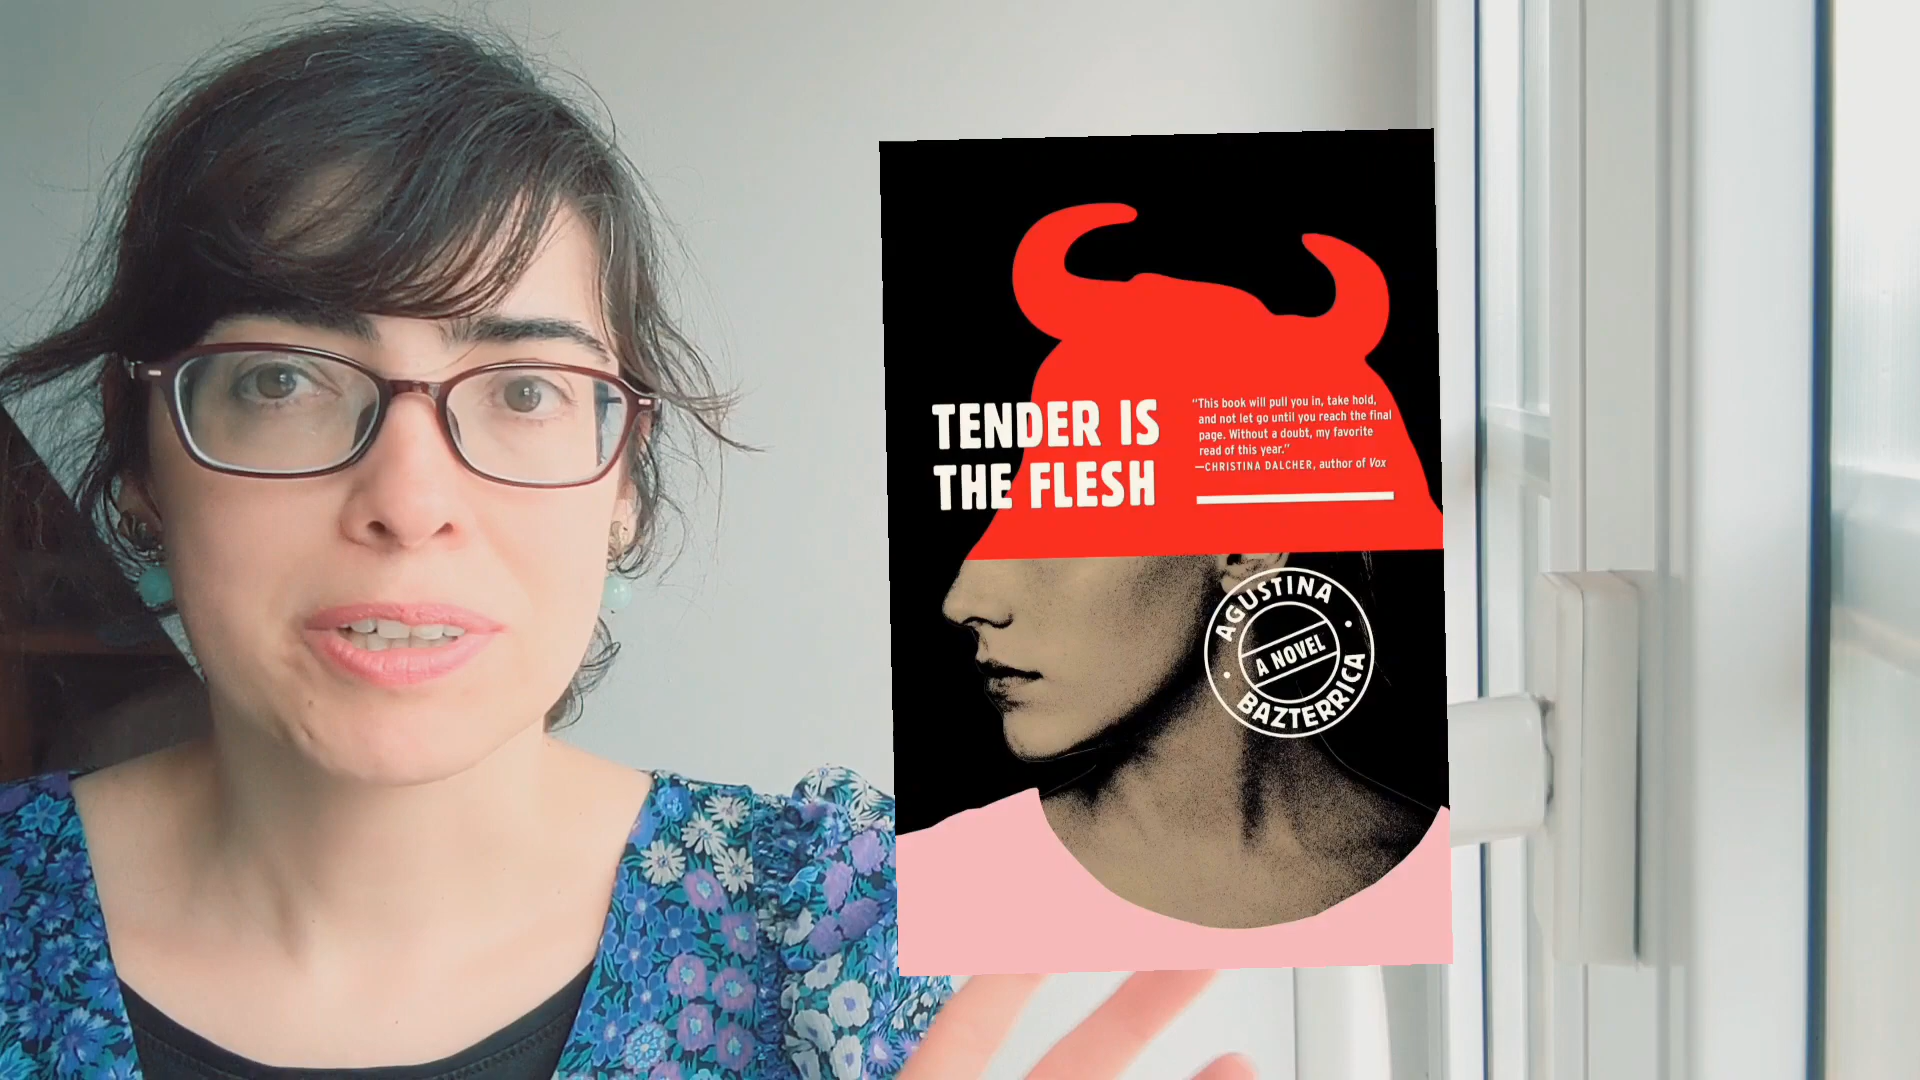 TENDER IS
THE FLESH
“This book will pull you in, take hold,
and not let go until you reach the final
page. Without a doubt, my favorite
read of this year.”
—CHRISTINA DALCHER, author of Vox
AGUSTINA
A NOVEL
BAZTERRICA